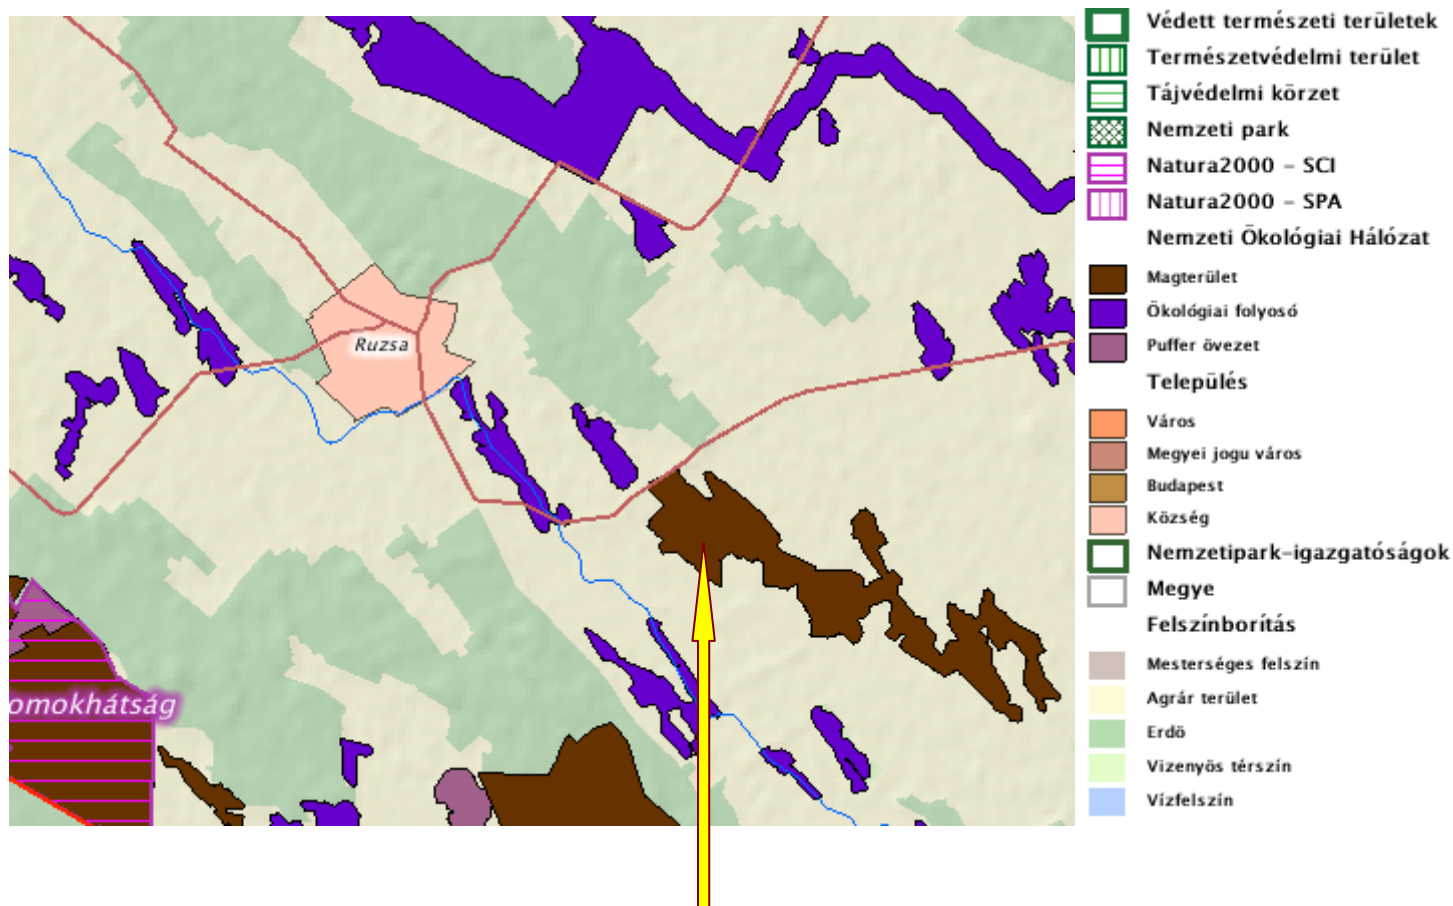 Ruzsa
omokhátság
Védett természeti területek
Természetvédelmi terület
Tájvédelmi körzet
Nemzeti park
Natura2000 - SCI
Natura2000 - SPA
Nemzeti Ökológiai Hálózat
Magterület
Ökológiai folyosó
Puffer övezet
Település
Város
Megyei jogu város
Budapest
Község
Nemzetipark-igazgatóságok
Megye
Felszínborítás
Mesterséges felszín
Agrár terület
Erdö
Vizenyös térszín
Vízfelszín